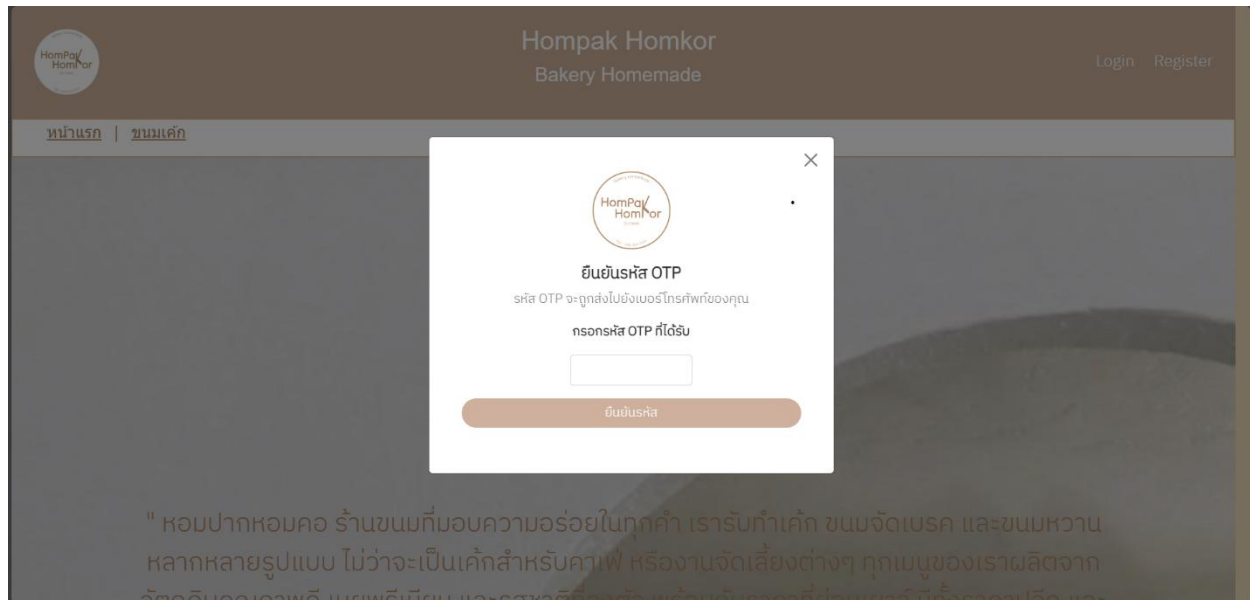 HomPaK
HomKor
Hompak Homkor
Bakery Homemade
Login Register
หน้าแรก | ขนมเค้ก
HomPaK
HomKor
ยืนยันรหัส OTP
รหัส OTP จะถูกส่งไปยังเบอร์โทรศัพท์ของคุณ
กรอกรหัส OTP ที่ได้รับ
ยืนยันรหัส
" หอมปากหอมคอ ร้านขนมที่มอบความอร่อยในทุกคำ เรารับทำเค้ก ขนมจัดเบรค และขนมหวาน
หลากหลายรูปแบบ ไม่ว่าจะเป็นเค้กสำหรับคาเฟ่ หรืองานจัดเลี้ยงต่างๆ ทุกเมนูของเราผลิตจาก